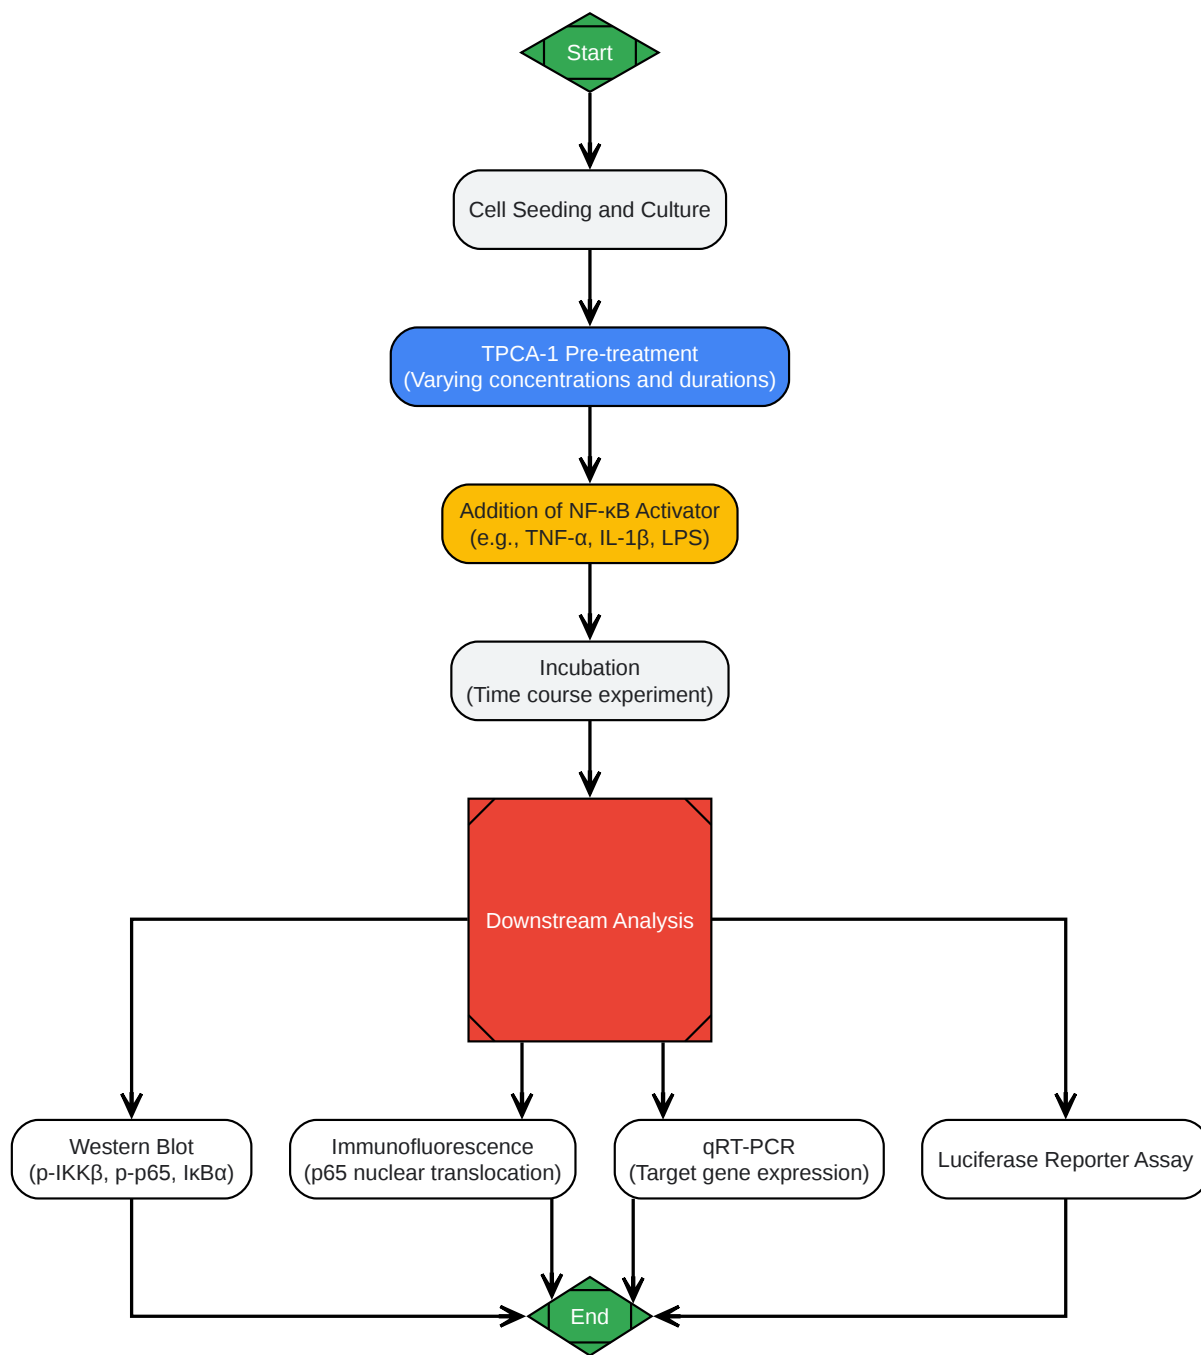 Start
Cell Seeding and Culture
TPCA-1 Pre-treatment
(Varying concentrations and durations)
Addition of NF-κB Activator
(e.g., TNF-α, IL-1β, LPS)
Incubation
(Time course experiment)
Downstream Analysis
Western Blot
(p-IKKβ, p-p65, IκBα)
Immunofluorescence
(p65 nuclear translocation)
qRT-PCR
(Target gene expression)
Luciferase Reporter Assay
End